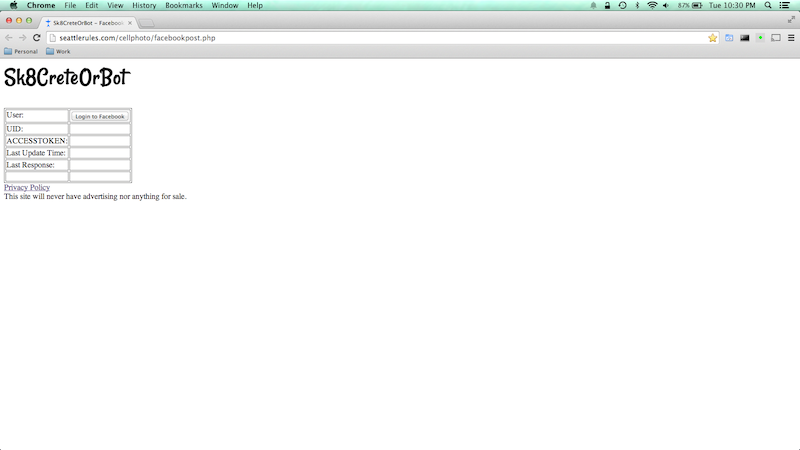 Chrome File Edit View History Bookmarks Window Help 87% Tue 10:30 PM
Sk8CreteOrBot – Facebook
seattlerules.com/cellphoto/facebookpost.php
Personal Work
Sk8CreteOrBot
User: Login to Facebook
UID:
ACCESSTOKEN:
Last Update Time:
Last Response:
Privacy Policy
This site will never have advertising nor anything for sale.